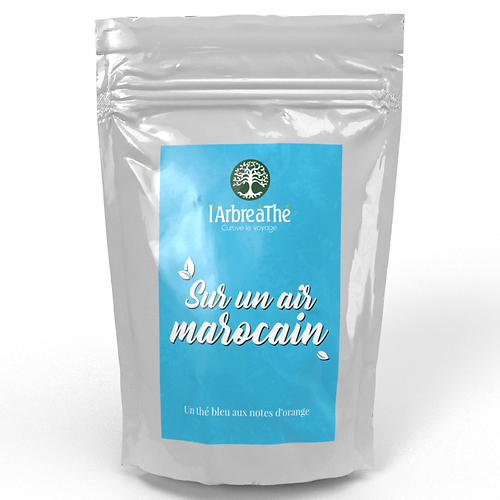 l'ArbreàThé
Cultive le voyage
Sur un air
marocain
Un thé bleu aux notes d'orange